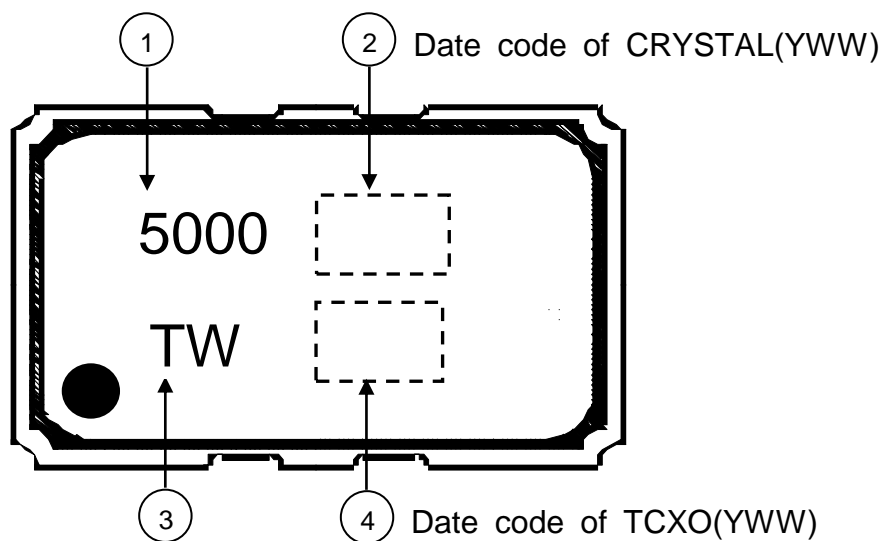 1
2 Date code of CRYSTAL(YWW)
5000
TW
3
4 Date code of TCXO(YWW)